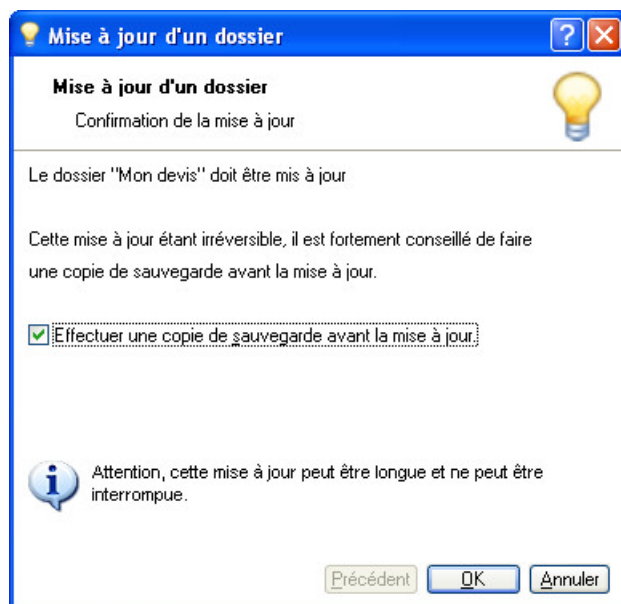 Mise à jour d'un dossier
Mise à jour d'un dossier
Confirmation de la mise à jour
Le dossier "Mon devis" doit être mis à jour
Cette mise à jour étant irréversible, il est fortement conseillé de faire
une copie de sauvegarde avant la mise à jour.
Effectuer une copie de sauvegarde avant la mise à jour.
Attention, cette mise à jour peut être longue et ne peut être
interrompue.
Précédent OK Annuler